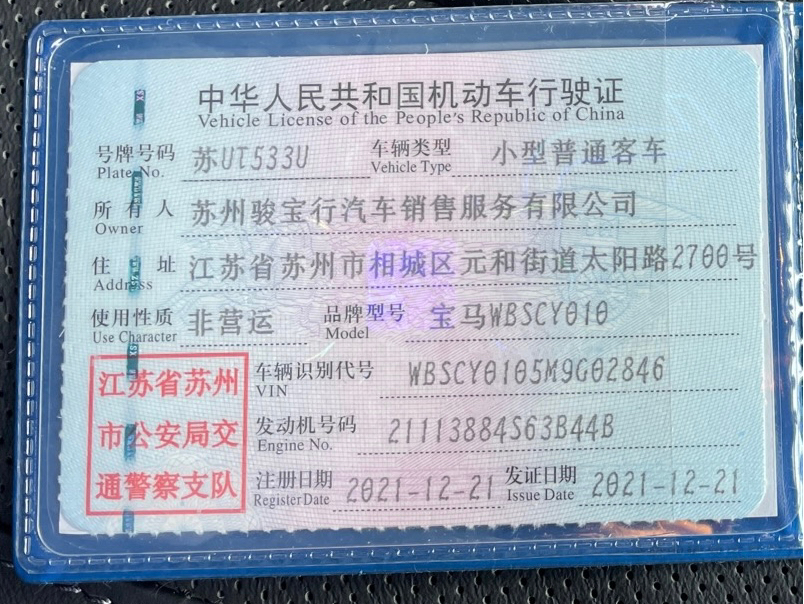 中华人民共和国机动车行驶证
Vehicle License of the People's Republic of China
号牌号码 苏UT533U 车辆类型 小型普通客车
Plate No. Vehicle Type
所有人 苏州骏宝行汽车销售服务有限公司
Owner
住址 江苏省苏州市相城区元和街道太阳路2700号
Address
使用性质 非营运 品牌型号 宝马WBSCY010
Use Character Model
车辆识别代号 WBSCY0105M9G02846
VIN
发动机号码 21113884S63B44B
Engine No.
注册日期 2021-12-21 发证日期 2021-12-21
Register Date Issue Date
江苏省苏州
市公安局交
通警察支队